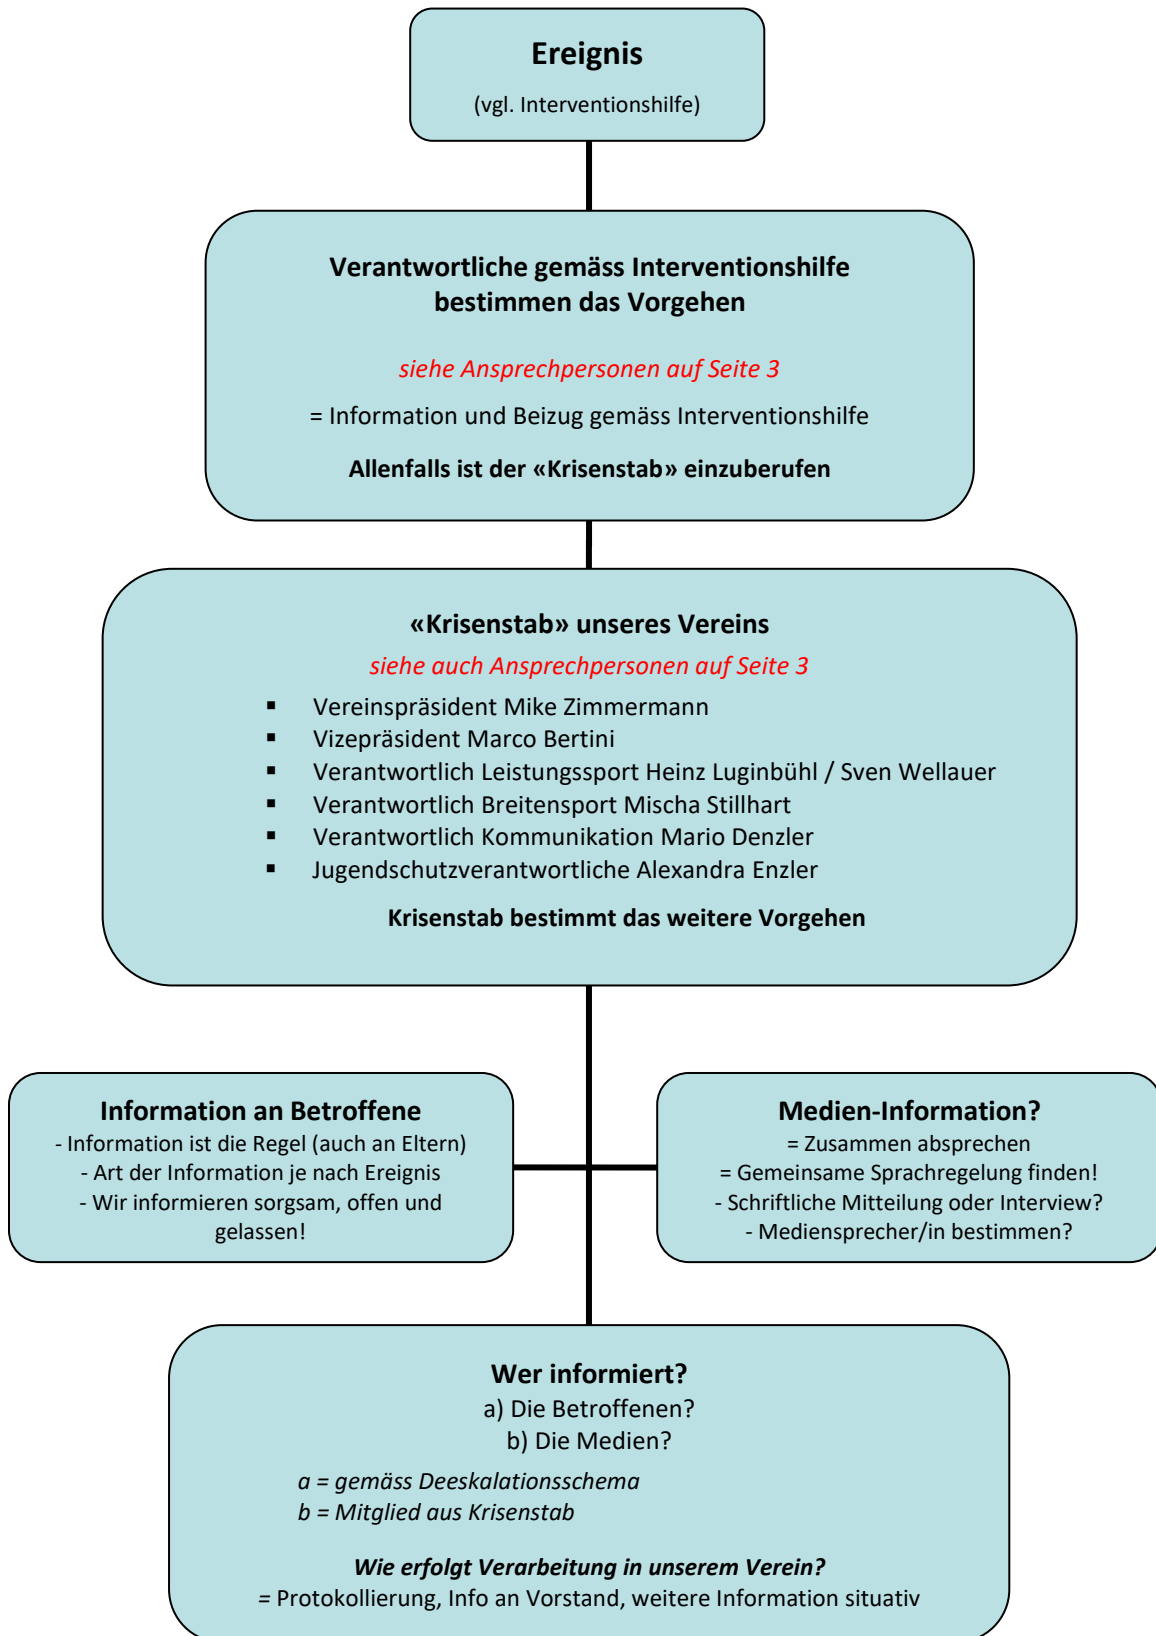 Ereignis
(vgl. Interventionshilfe)
Verantwortliche gemäss Interventionshilfe
bestimmen das Vorgehen
siehe Ansprechpersonen auf Seite 3
= Information und Beizug gemäss Interventionshilfe
Allenfalls ist der «Krisenstab» einzuberufen
«Krisenstab» unseres Vereins
siehe auch Ansprechpersonen auf Seite 3
▪ Vereinspräsident Mike Zimmermann
▪ Vizepräsident Marco Bertini
▪ Verantwortlich Leistungssport Heinz Luginbühl / Sven Wellauer
▪ Verantwortlich Breitensport Mischa Stillhart
▪ Verantwortlich Kommunikation Mario Denzler
▪ Jugendschutzverantwortliche Alexandra Enzler
Krisenstab bestimmt das weitere Vorgehen
Information an Betroffene
- Information ist die Regel (auch an Eltern)
- Art der Information je nach Ereignis
- Wir informieren sorgsam, offen und
gelassen!
Medien-Information?
= Zusammen absprechen
= Gemeinsame Sprachregelung finden!
- Schriftliche Mitteilung oder Interview?
- Mediensprecher/in bestimmen?
Wer informiert?
a) Die Betroffenen?
b) Die Medien?
a = gemäss Deeskalationsschema
b = Mitglied aus Krisenstab
Wie erfolgt Verarbeitung in unserem Verein?
= Protokollierung, Info an Vorstand, weitere Information situativ